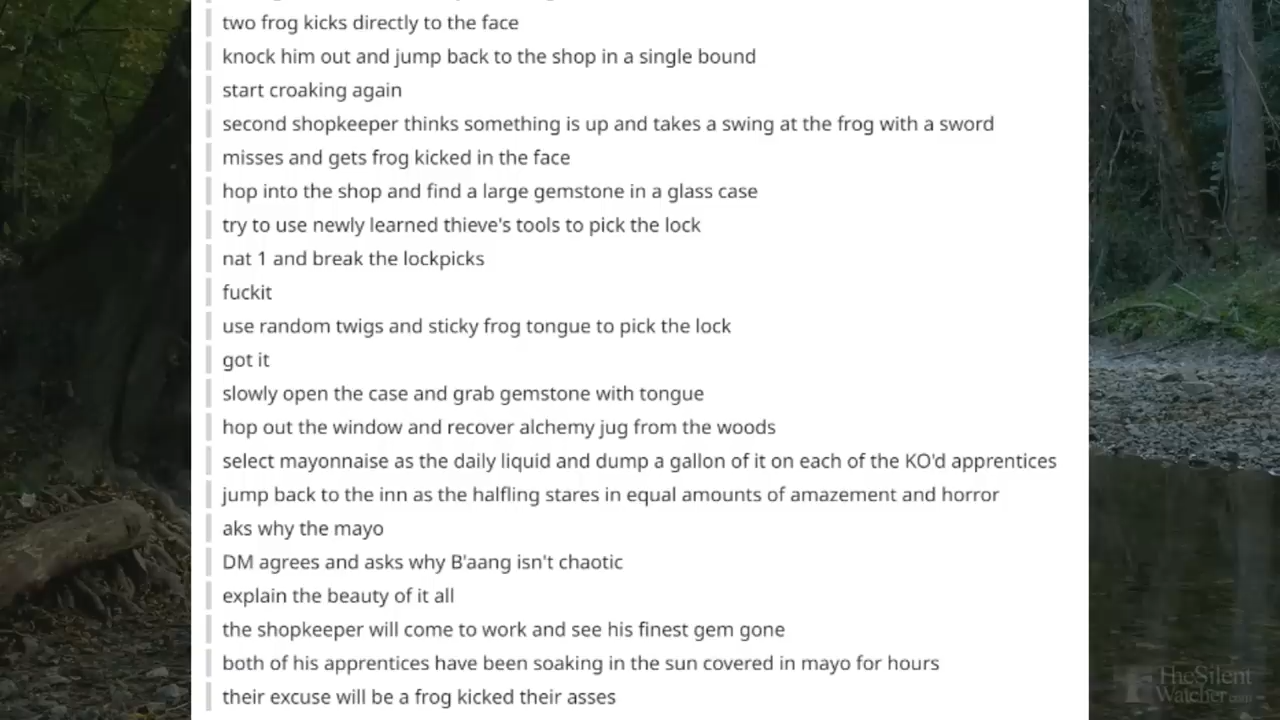 two frog kicks directly to the face
knock him out and jump back to the shop in a single bound
start croaking again
second shopkeeper thinks something is up and takes a swing at the frog with a sword
misses and gets frog kicked in the face
hop into the shop and find a large gemstone in a glass case
try to use newly learned thieve's tools to pick the lock
nat 1 and break the lockpicks
fuckit
use random twigs and sticky frog tongue to pick the lock
got it
slowly open the case and grab gemstone with tongue
hop out the window and recover alchemy jug from the woods
select mayonnaise as the daily liquid and dump a gallon of it on each of the KO'd apprentices
jump back to the inn as the halfling stares in equal amounts of amazement and horror
aks why the mayo
DM agrees and asks why B'aang isn't chaotic
explain the beauty of it all
the shopkeeper will come to work and see his finest gem gone
both of his apprentices have been soaking in the sun covered in mayo for hours
their excuse will be a frog kicked their asses
TheSilent
Watcher.com